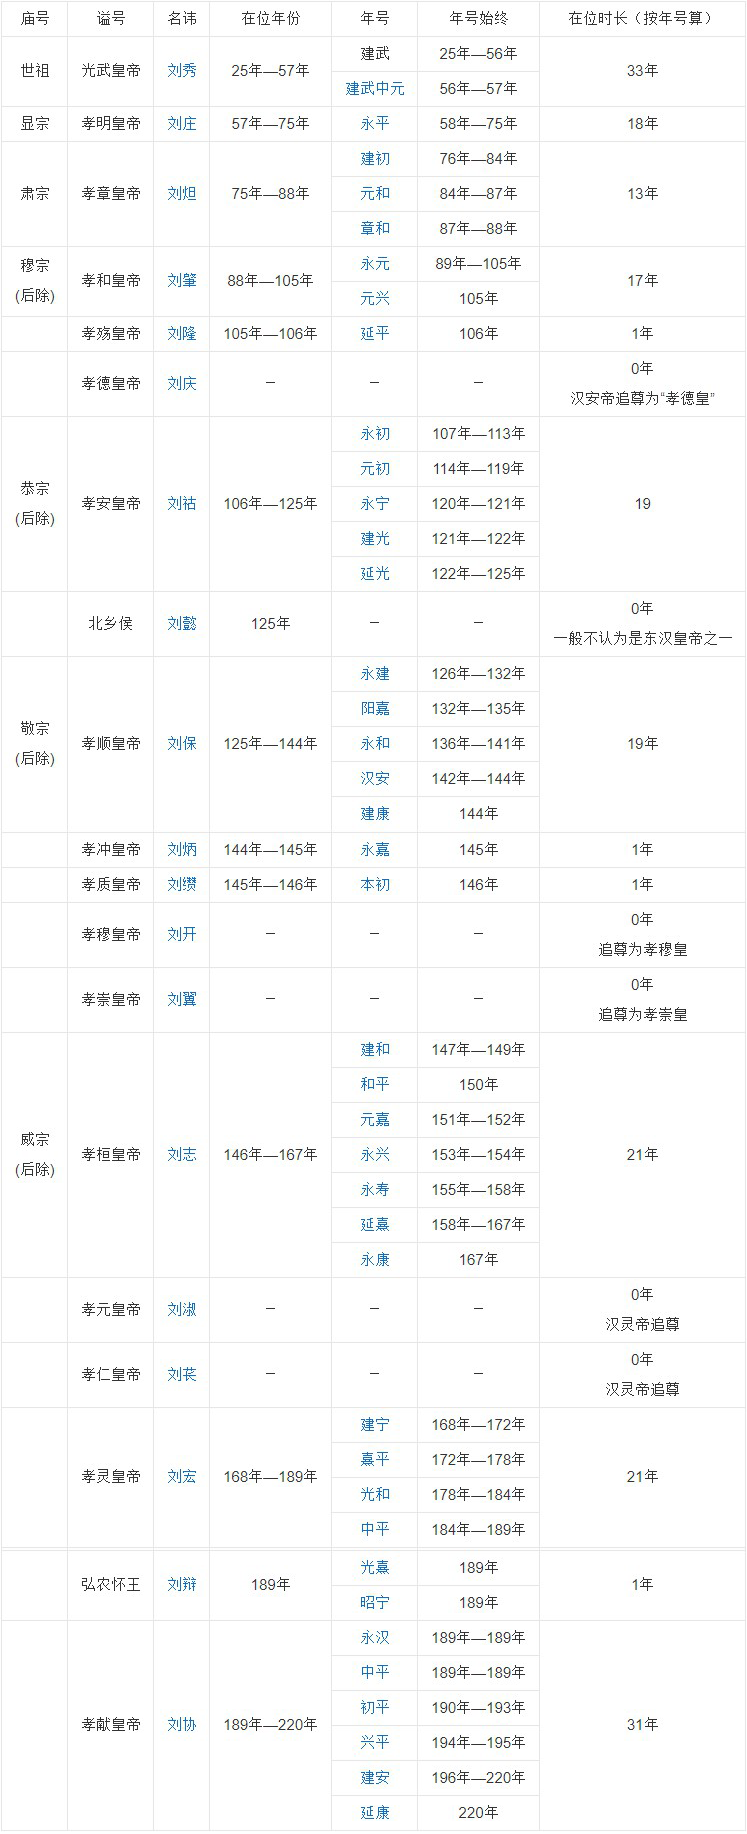 庙号 谥号 名讳 在位年份 年号 年号始终 在位时长（按年号算）
世祖 光武皇帝 刘秀 25年—57年 建武 25年—56年 33年
建武中元 56年—57年
显宗 孝明皇帝 刘庄 57年—75年 永平 58年—75年 18年
肃宗 孝章皇帝 刘炟 75年—88年 建初 76年—84年 13年
元和 84年—87年
章和 87年—88年
穆宗
(后除) 孝和皇帝 刘肇 88年—105年 永元 89年—105年 17年
元兴 105年
孝殇皇帝 刘隆 105年—106年 延平 106年 1年
孝德皇帝 刘庆 – – – 0年
汉安帝追尊为“孝德皇”
恭宗
(后除) 孝安皇帝 刘祜 106年—125年 永初 107年—113年 19
元初 114年—119年
永宁 120年—121年
建光 121年—122年
延光 122年—125年
北乡侯 刘懿 125年 – – 0年
一般不认为是东汉皇帝之一
敬宗
(后除) 孝顺皇帝 刘保 125年—144年 永建 126年—132年 19年
阳嘉 132年—135年
永和 136年—141年
汉安 142年—144年
建康 144年
孝冲皇帝 刘炳 144年—145年 永嘉 145年 1年
孝质皇帝 刘缵 145年—146年 本初 146年 1年
孝穆皇帝 刘开 – – – 0年
追尊为孝穆皇
孝崇皇帝 刘翼 – – – 0年
追尊为孝崇皇
威宗
(后除) 孝桓皇帝 刘志 146年—167年 建和 147年—149年 21年
和平 150年
元嘉 151年—152年
永兴 153年—154年
永寿 155年—158年
延熹 158年—167年
永康 167年
孝元皇帝 刘淑 – – – 0年
汉灵帝追尊
孝仁皇帝 刘苌 – – – 0年
汉灵帝追尊
孝灵皇帝 刘宏 168年—189年 建宁 168年—172年 21年
熹平 172年—178年
光和 178年—184年
中平 184年—189年
弘农怀王 刘辩 189年 光熹 189年 1年
昭宁 189年
孝献皇帝 刘协 189年—220年 永汉 189年—189年 31年
中平 189年—189年
初平 190年—193年
兴平 194年—195年
建安 196年—220年
延康 220年